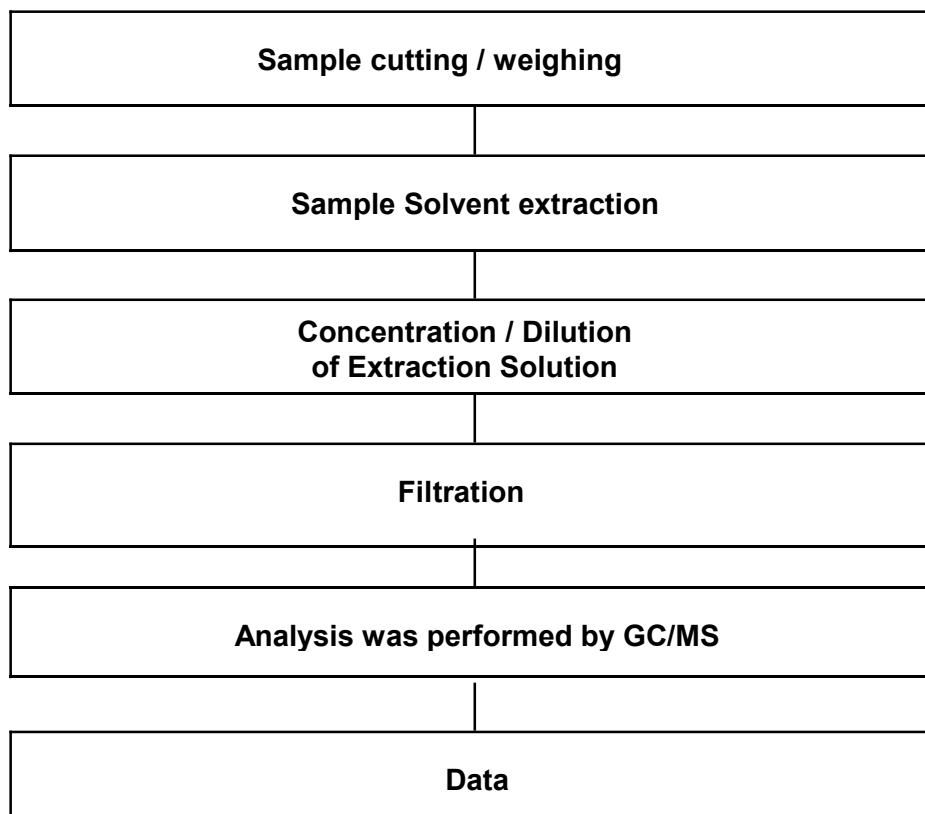 Sample cutting / weighing
Sample Solvent extraction
Concentration / Dilution
of Extraction Solution
Filtration
Analysis was performed by GC/MS
Data